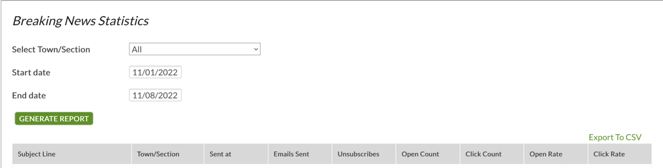 Breaking News Statistics
Select Town/Section All
Start date 11/01/2022
End date 11/08/2022
GENERATE REPORT
Export To CSV
Subject Line Town/Section Sent at Emails Sent Unsubscribes Open Count Click Count Open Rate Click Rate